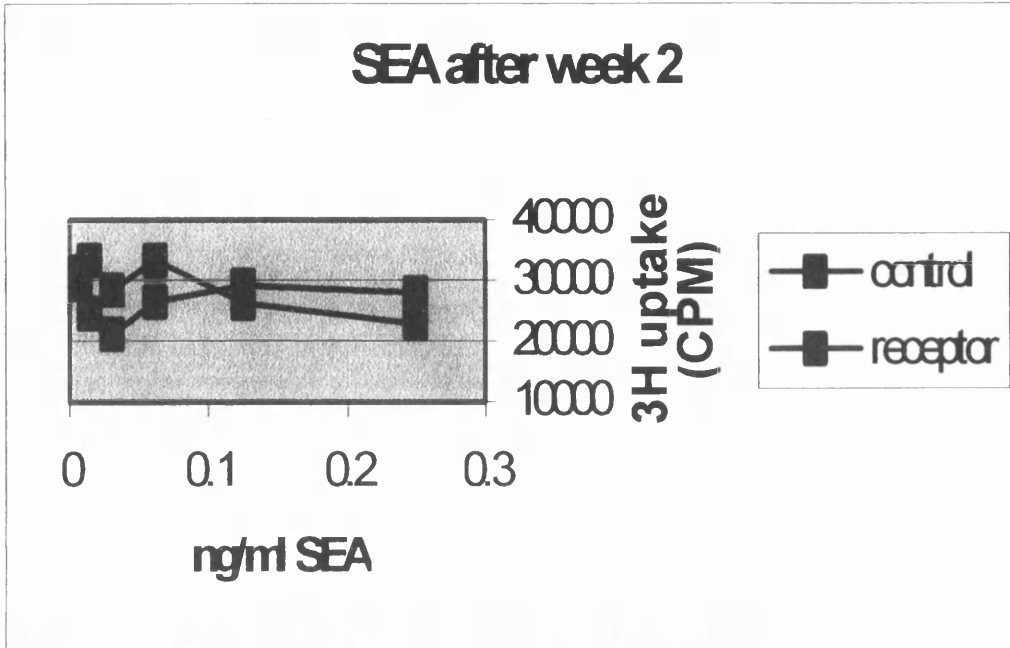 SEA after week 2
40000
30000
20000
10000
3H uptake
(CPM)
control
receptor
0 0.1 0.2 0.3
ng/ml SEA